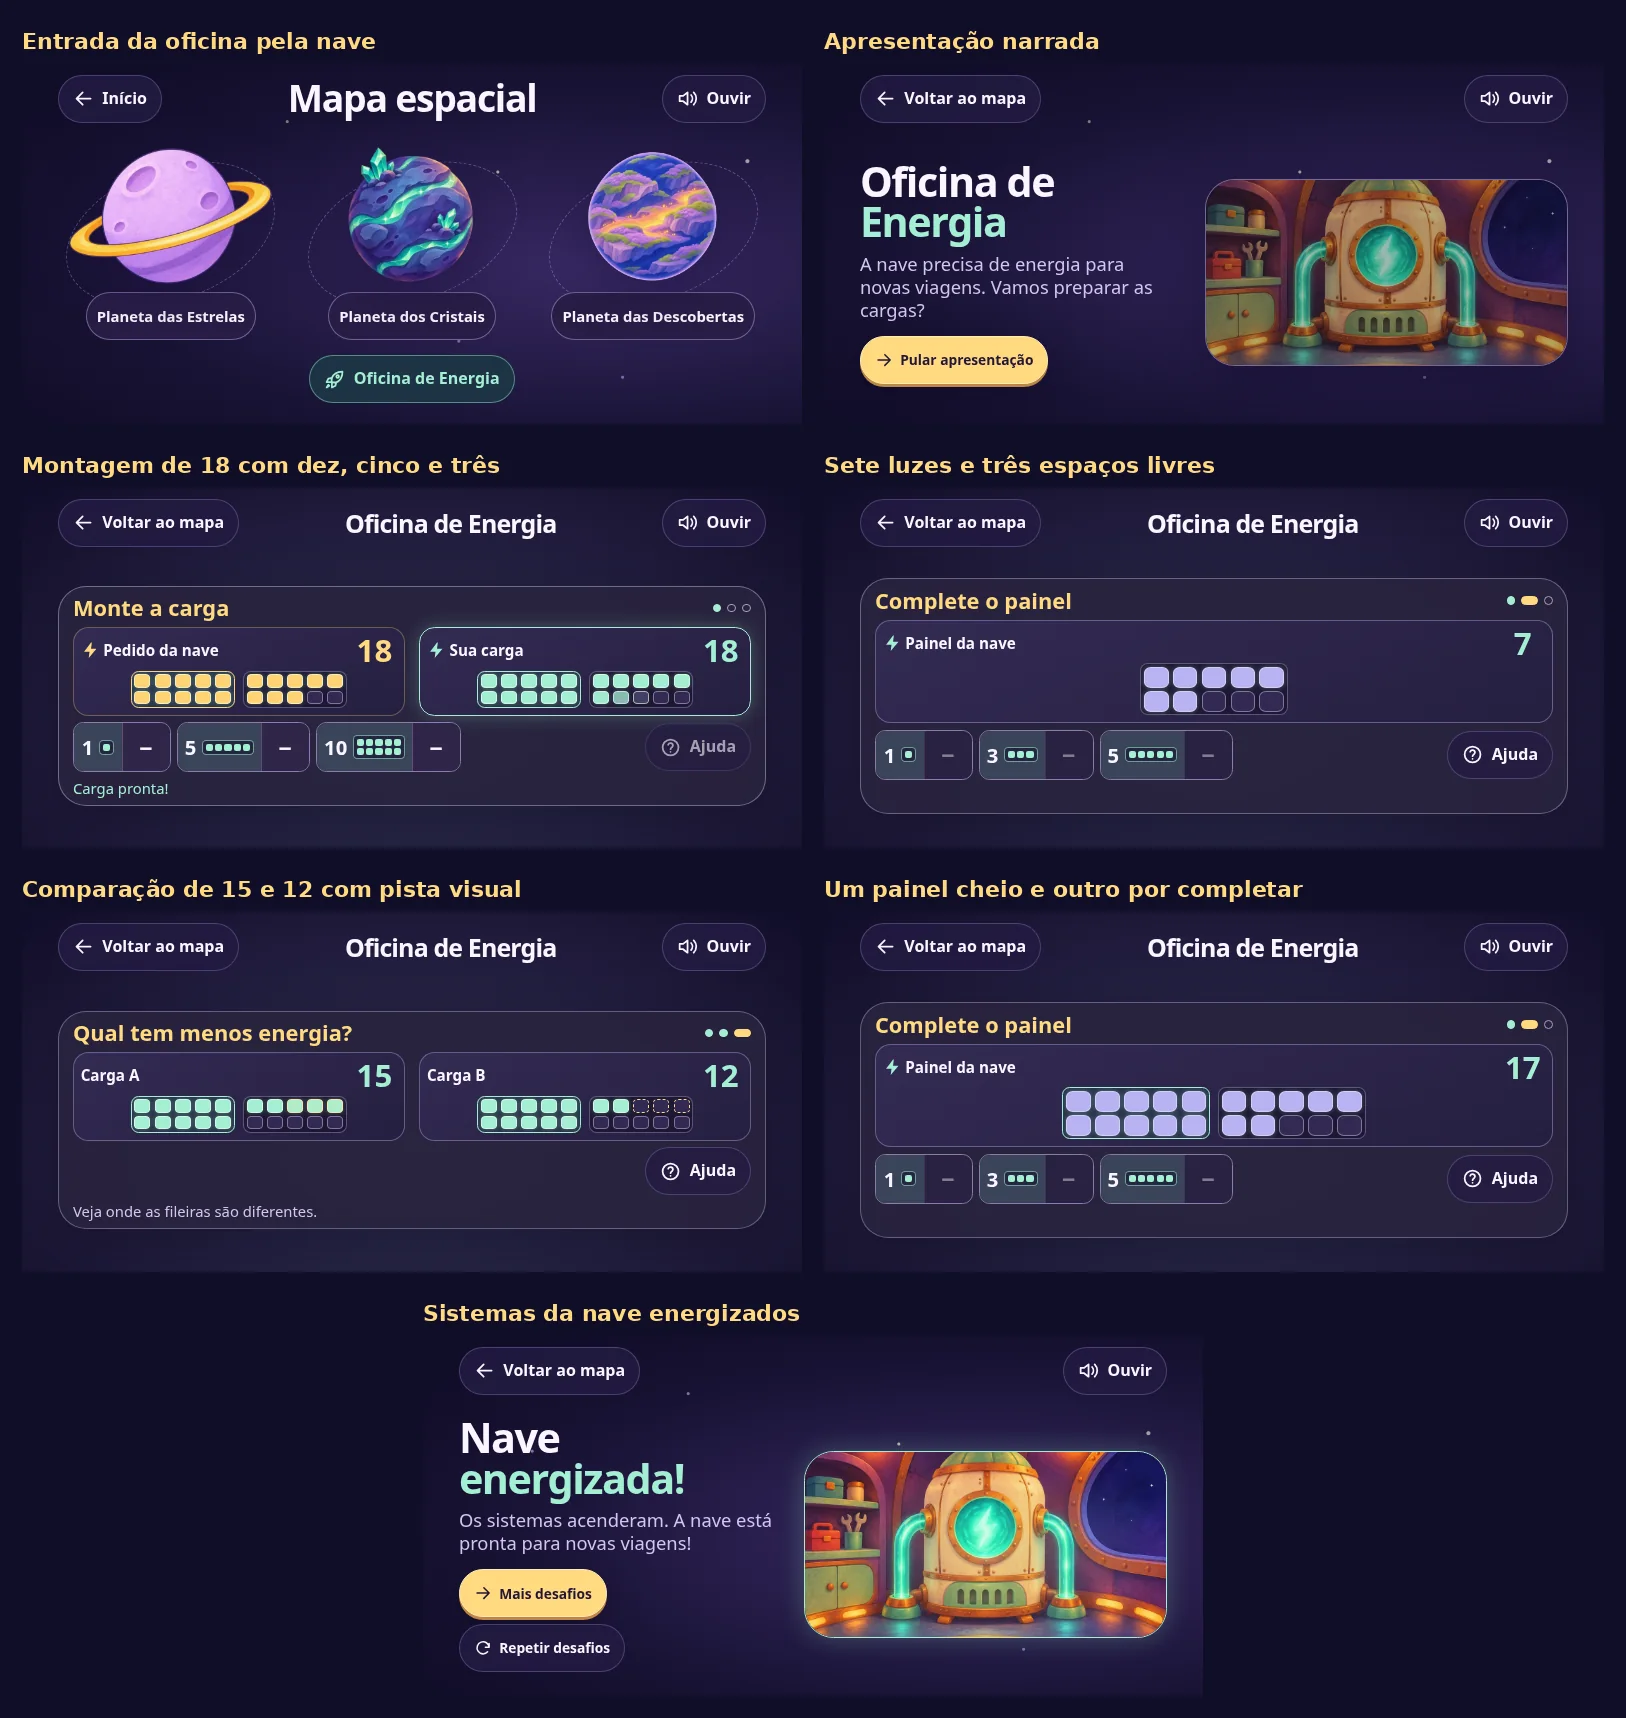 Entrada da oficina pela nave
Início
Mapa espacial
Ouvir
Planeta das Estrelas
Planeta dos Cristais
Planeta das Descobertas
Oficina de Energia
Apresentação narrada
Voltar ao mapa
Ouvir
Oficina de
Energia
A nave precisa de energia para
novas viagens. Vamos preparar as
cargas?
Pular apresentação
Montagem de 18 com dez, cinco e três
Voltar ao mapa
Oficina de Energia
Ouvir
Monte a carga
Pedido da nave
18
Sua carga
18
1 –
5 –
10 –
Ajuda
Carga pronta!
Sete luzes e três espaços livres
Voltar ao mapa
Oficina de Energia
Ouvir
Complete o painel
Painel da nave
7
1 –
3 –
5 –
Ajuda
Comparação de 15 e 12 com pista visual
Voltar ao mapa
Oficina de Energia
Ouvir
Qual tem menos energia?
Carga A
15
Carga B
12
Ajuda
Veja onde as fileiras são diferentes.
Um painel cheio e outro por completar
Voltar ao mapa
Oficina de Energia
Ouvir
Complete o painel
Painel da nave
17
1 –
3 –
5 –
Ajuda
Sistemas da nave energizados
Voltar ao mapa
Ouvir
Nave
energizada!
Os sistemas acenderam. A nave está
pronta para novas viagens!
Mais desafios
Repetir desafios